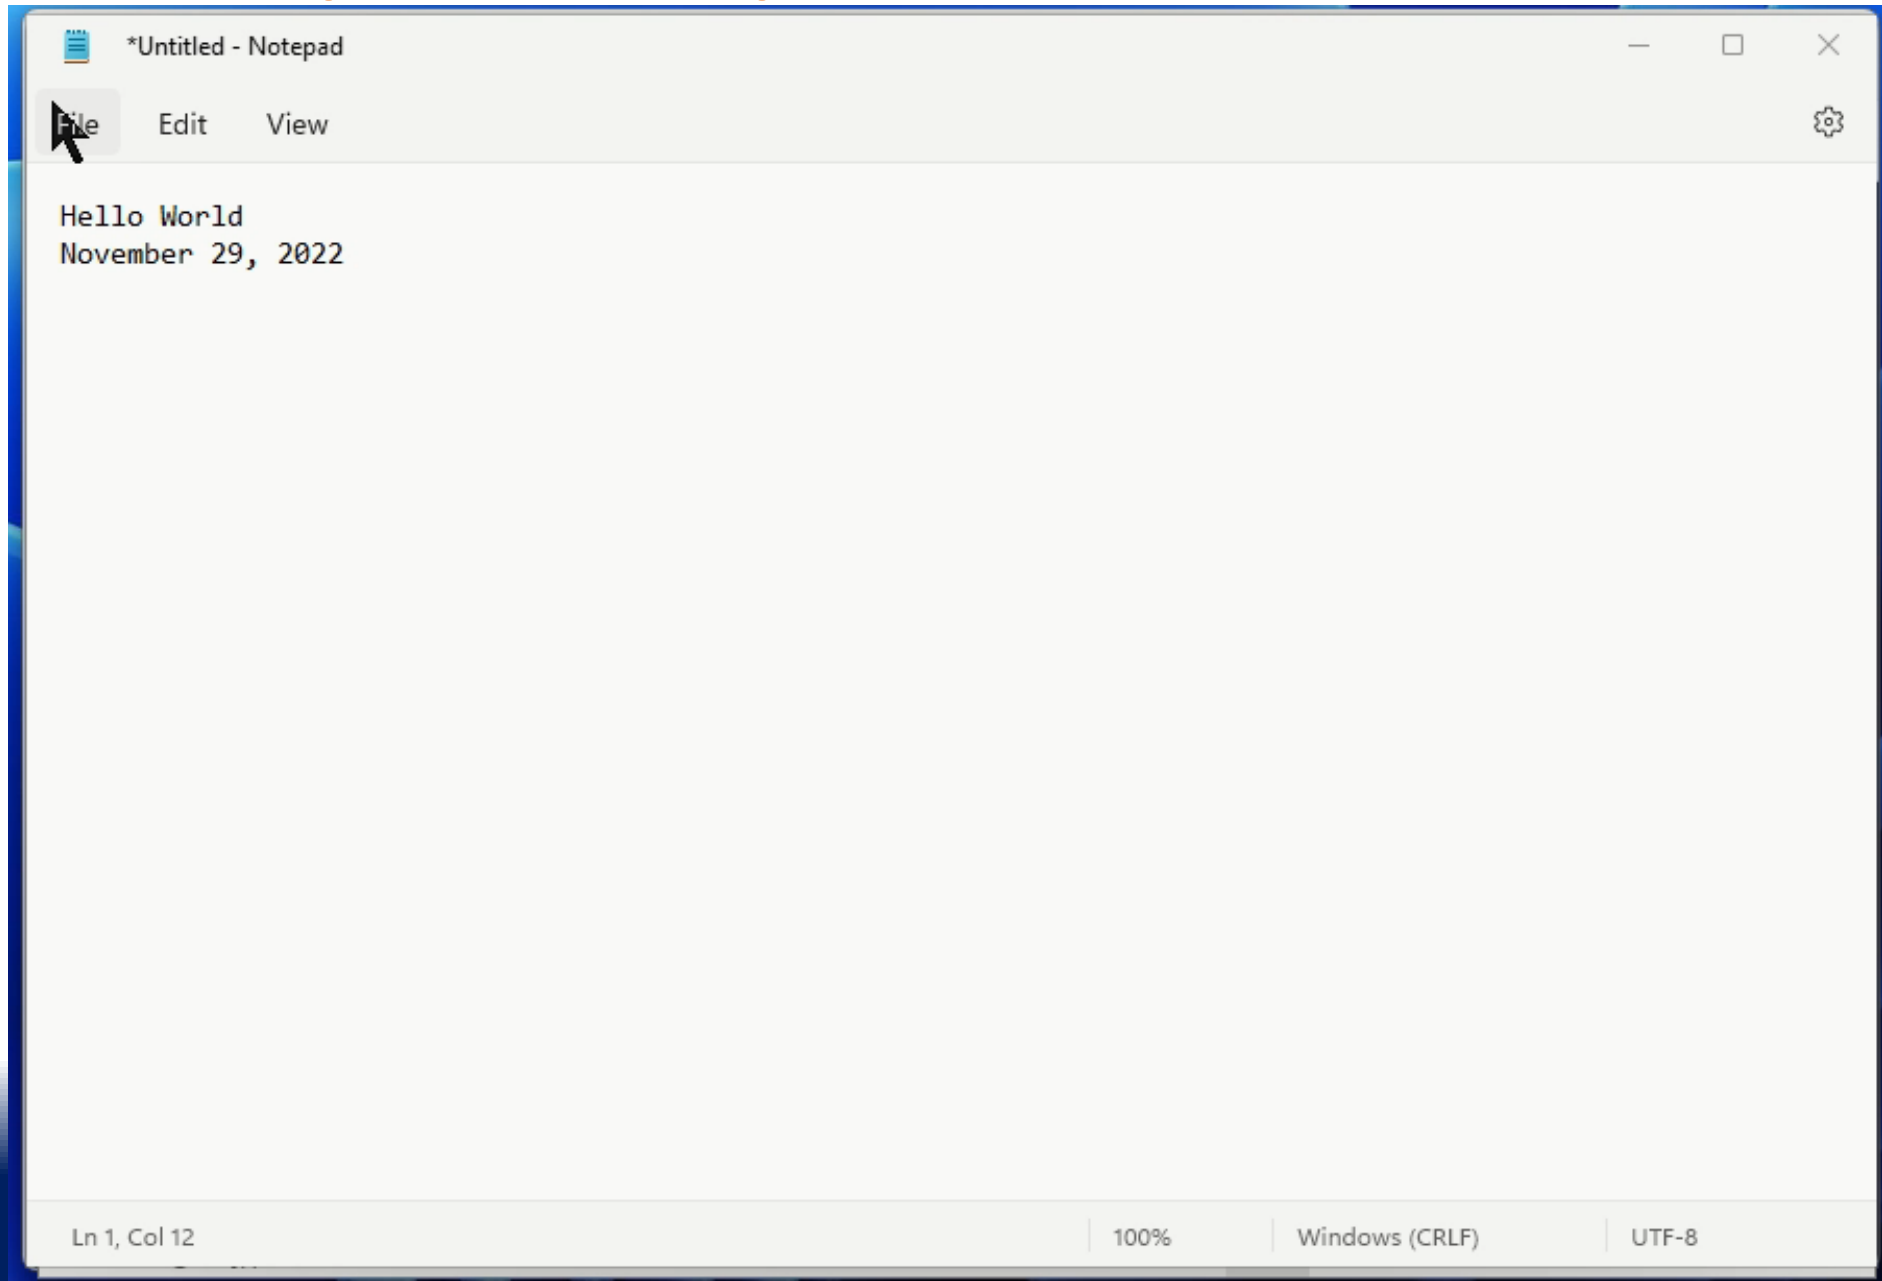 *Untitled - Notepad
File Edit View
Hello World
November 29, 2022
Ln 1, Col 12 100% Windows (CRLF) UTF-8